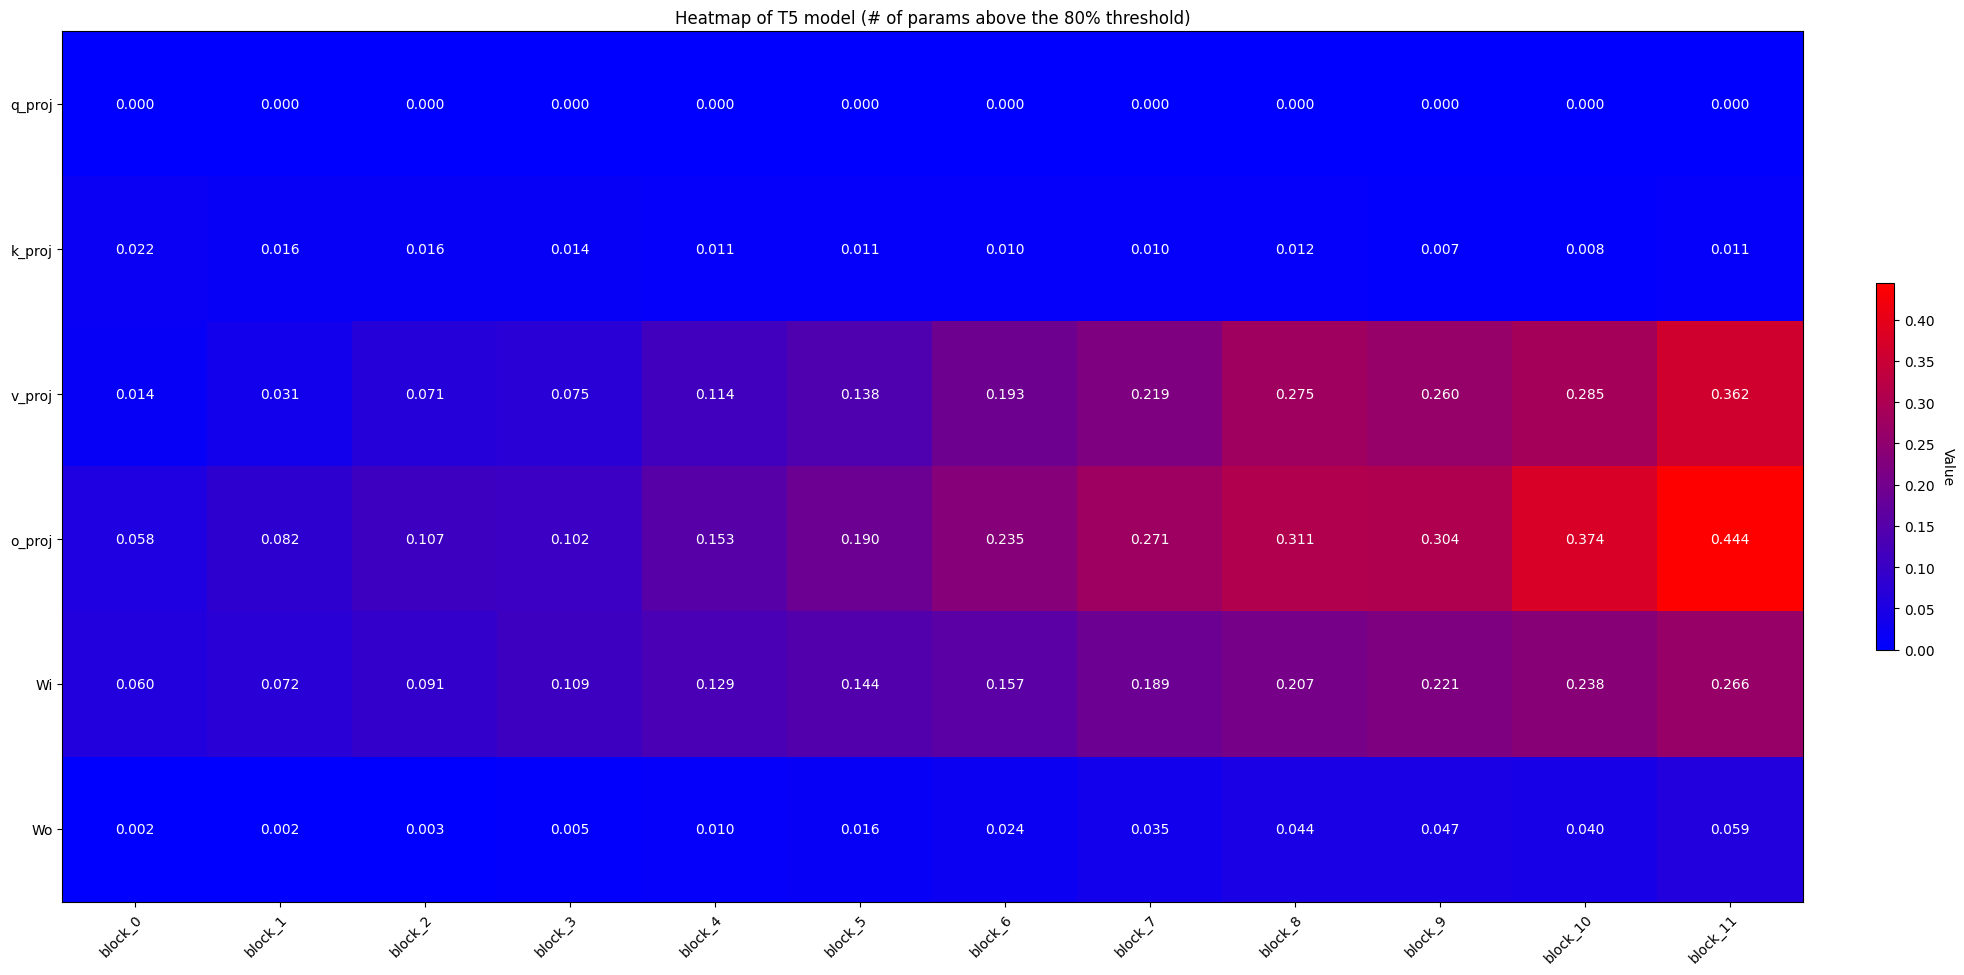 Heatmap of T5 model (# of params above the 80% threshold)
q_proj 0.000 0.000 0.000 0.000 0.000 0.000 0.000 0.000 0.000 0.000 0.000 0.000
k_proj 0.022 0.016 0.016 0.014 0.011 0.011 0.010 0.010 0.012 0.007 0.008 0.011
v_proj 0.014 0.031 0.071 0.075 0.114 0.138 0.193 0.219 0.275 0.260 0.285 0.362
o_proj 0.058 0.082 0.107 0.102 0.153 0.190 0.235 0.271 0.311 0.304 0.374 0.444
Wi 0.060 0.072 0.091 0.109 0.129 0.144 0.157 0.189 0.207 0.221 0.238 0.266
Wo 0.002 0.002 0.003 0.005 0.010 0.016 0.024 0.035 0.044 0.047 0.040 0.059
block_0 block_1 block_2 block_3 block_4 block_5 block_6 block_7 block_8 block_9 block_10 block_11
0.40
0.35
0.30
0.25
0.20
0.15
0.10
0.05
0.00
Value